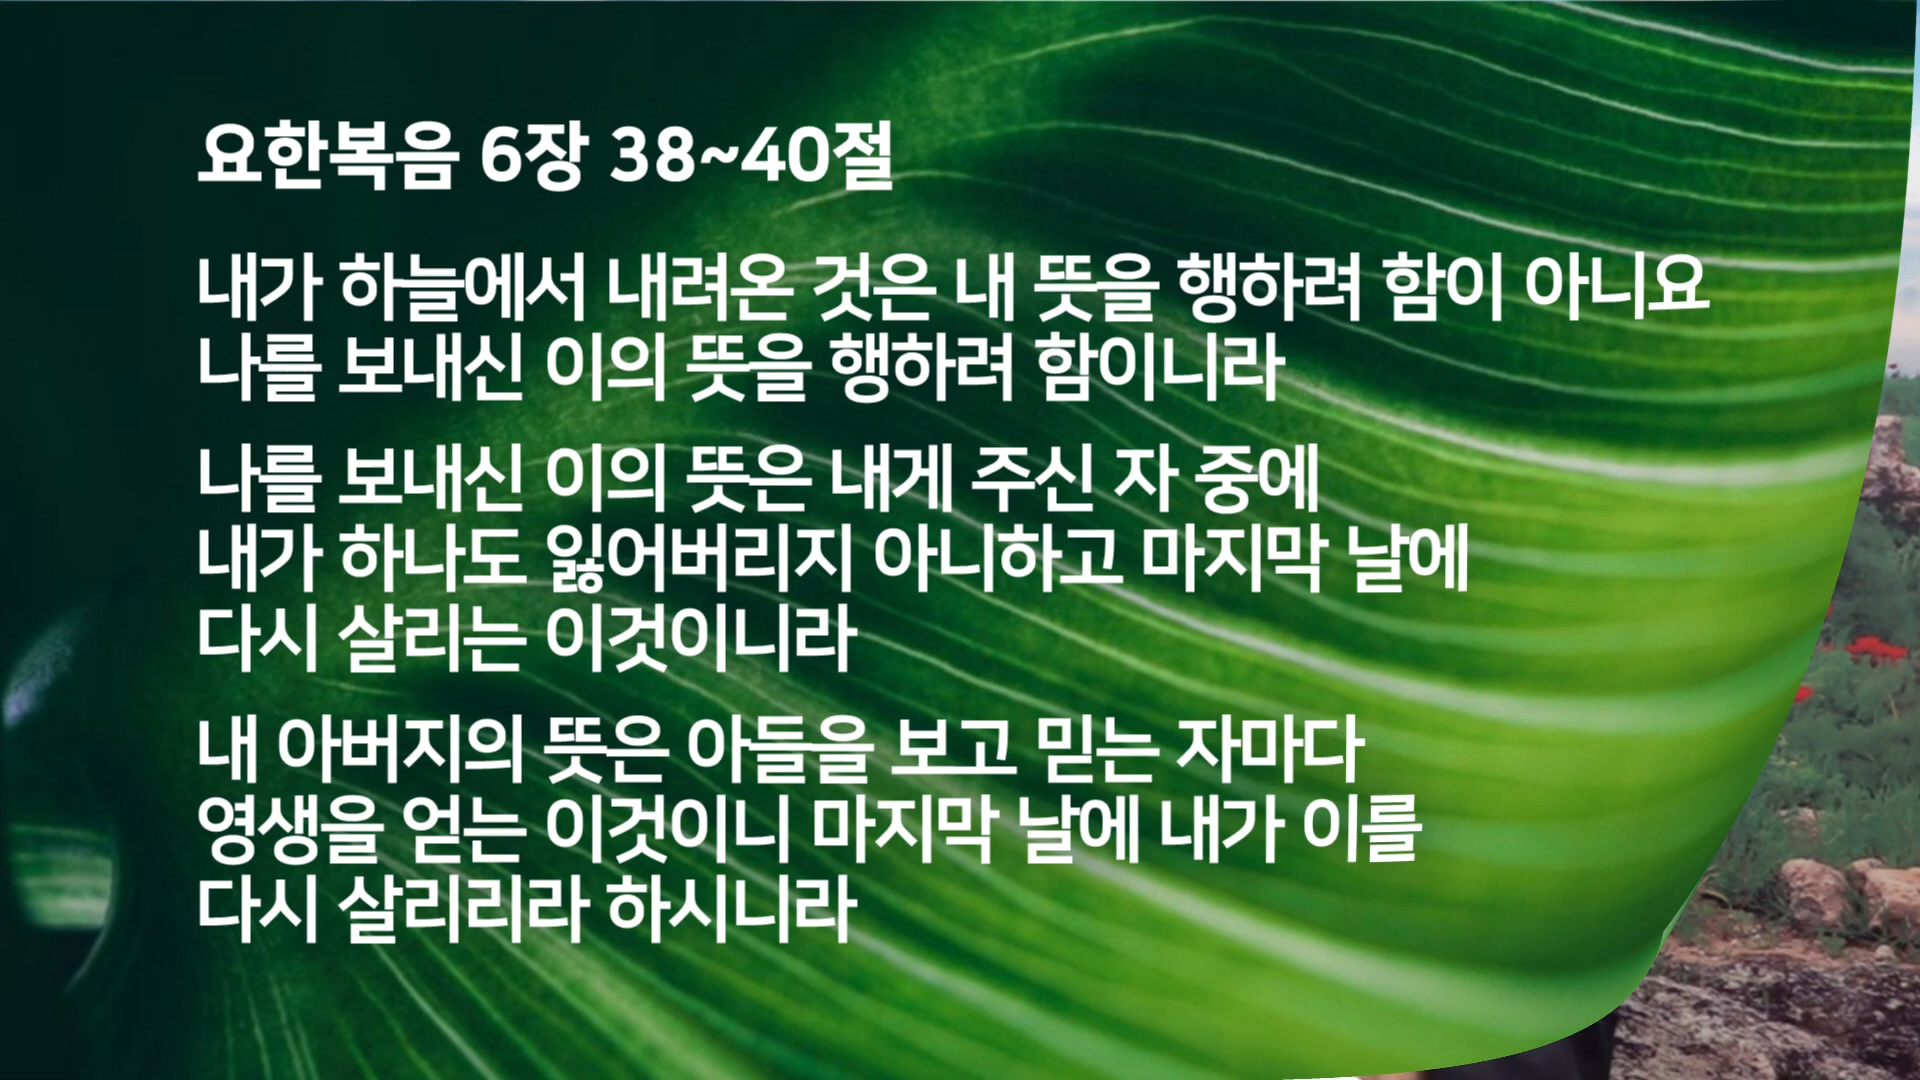 요한복음 6장 38~40절
내가 하늘에서 내려온 것은 내 뜻을 행하려 함이 아니요
나를 보내신 이의 뜻을 행하려 함이니라
나를 보내신 이의 뜻은 내게 주신 자 중에
내가 하나도 잃어버리지 아니하고 마지막 날에
다시 살리는 이것이니라
내 아버지의 뜻은 아들을 보고 믿는 자마다
영생을 얻는 이것이니 마지막 날에 내가 이를
다시 살리리라 하시니라